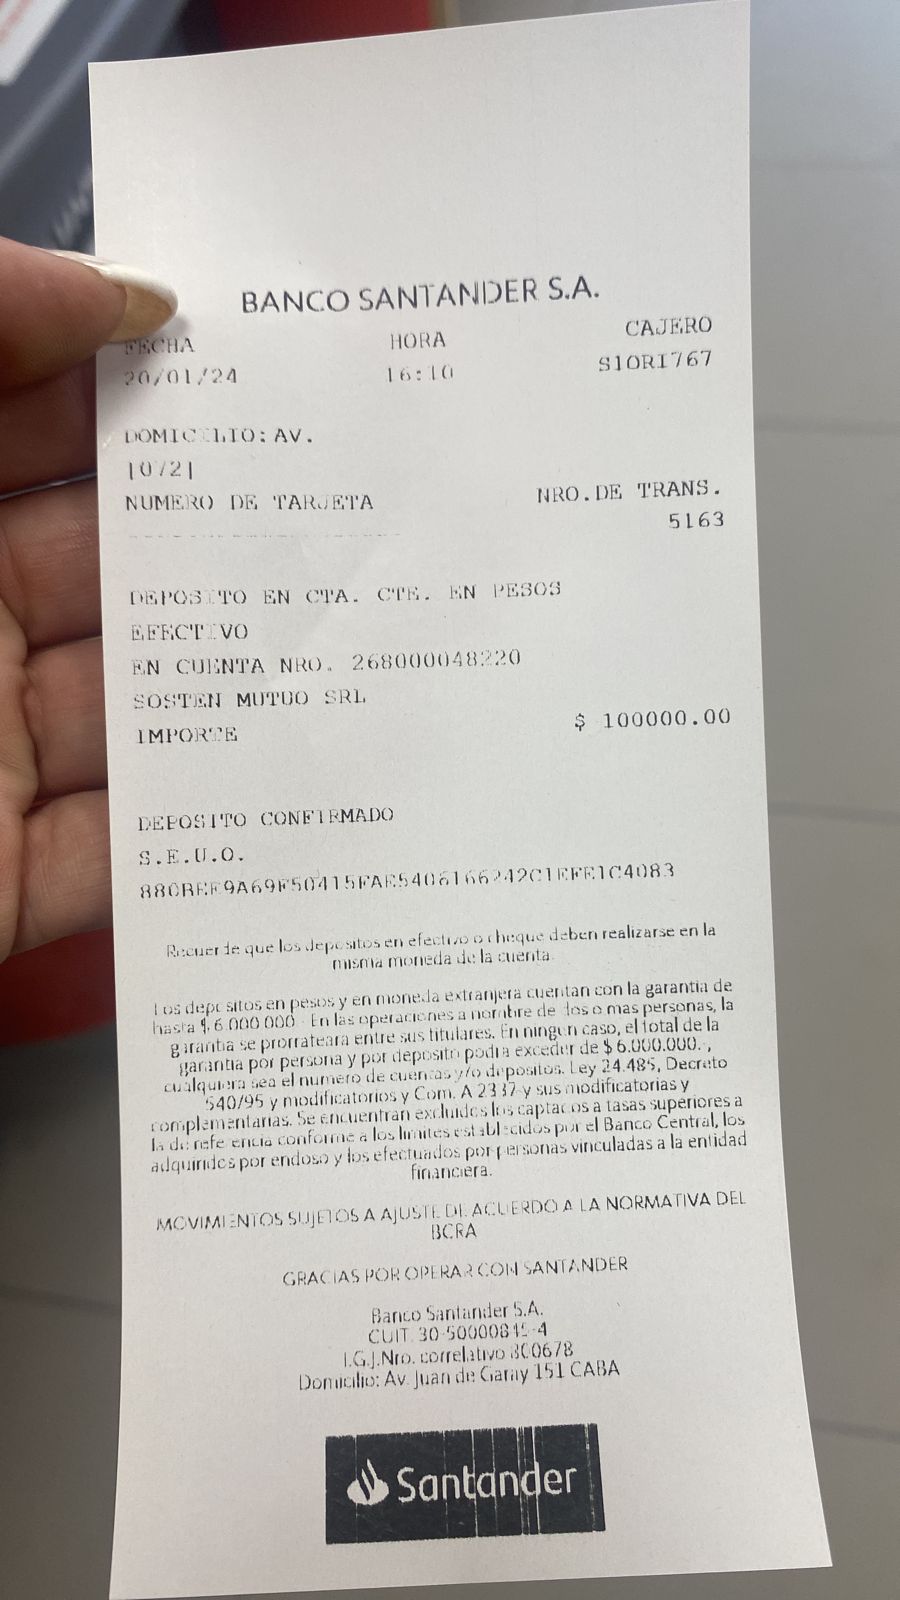 BANCO SANTANDER S.A.
FECHA HORA CAJERO
20/01/24 16:10 S1ORI767
DOMICILIO: AV.
|072|
NUMERO DE TARJETA NRO.DE TRANS.
5163
DEPOSITO EN CTA. CTE. EN PESOS
EFECTIVO
EN CUENTA NRO. 268000048220
SOSTEN MUTUO SRL
IMPORTE $ 100000.00
DEPOSITO CONFIRMADO
S.E.U.O.
Recuerde que los depositos en efectivo o cheque deben realizarse en la
misma moneda de la cuenta.
Los depositos en pesos y en moneda extranjera cuentan con la garantia de
hasta $ 6.000.000.- En las operaciones a nombre de dos o mas personas, la
garantia se prorrateara entre sus titulares. En ningun caso, el total de la
garantia por persona y por deposito podra exceder de $ 6.000.000.-,
cualquiera sea el numero de cuentas y/o depositos. Ley 24.485, Decreto
540/95 y modificatorios y Com. A 2337 y sus modificatorias y
complementarias. Se encuentran excluidos los captados a tasas superiores a
la de referencia conforme a los limites establecidos por el Banco Central, los
adquiridos por endoso y los efectuados por personas vinculadas a la entidad
financiera.
MOVIMIENTOS SUJETOS A AJUSTE DE ACUERDO A LA NORMATIVA DEL
BCRA
GRACIAS POR OPERAR CON SANTANDER
Banco Santander S.A.
CUIT. 30-50000845-4
I.G.J.Nro. correlativo 800678
Domicilio: Av. Juan de Garay 151 CABA
Santander